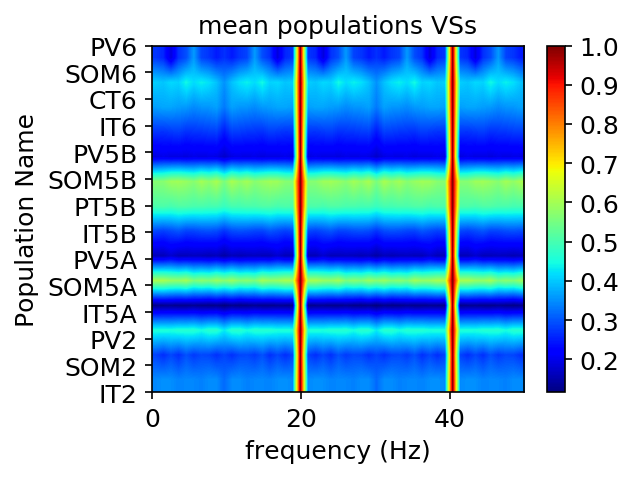 mean populations VSs
Population Name
PV6
SOM6
CT6
IT6
PV5B
SOM5B
PT5B
IT5B
PV5A
SOM5A
IT5A
PV2
SOM2
IT2
0 20 40
frequency (Hz)
1.0
0.9
0.8
0.7
0.6
0.5
0.4
0.3
0.2